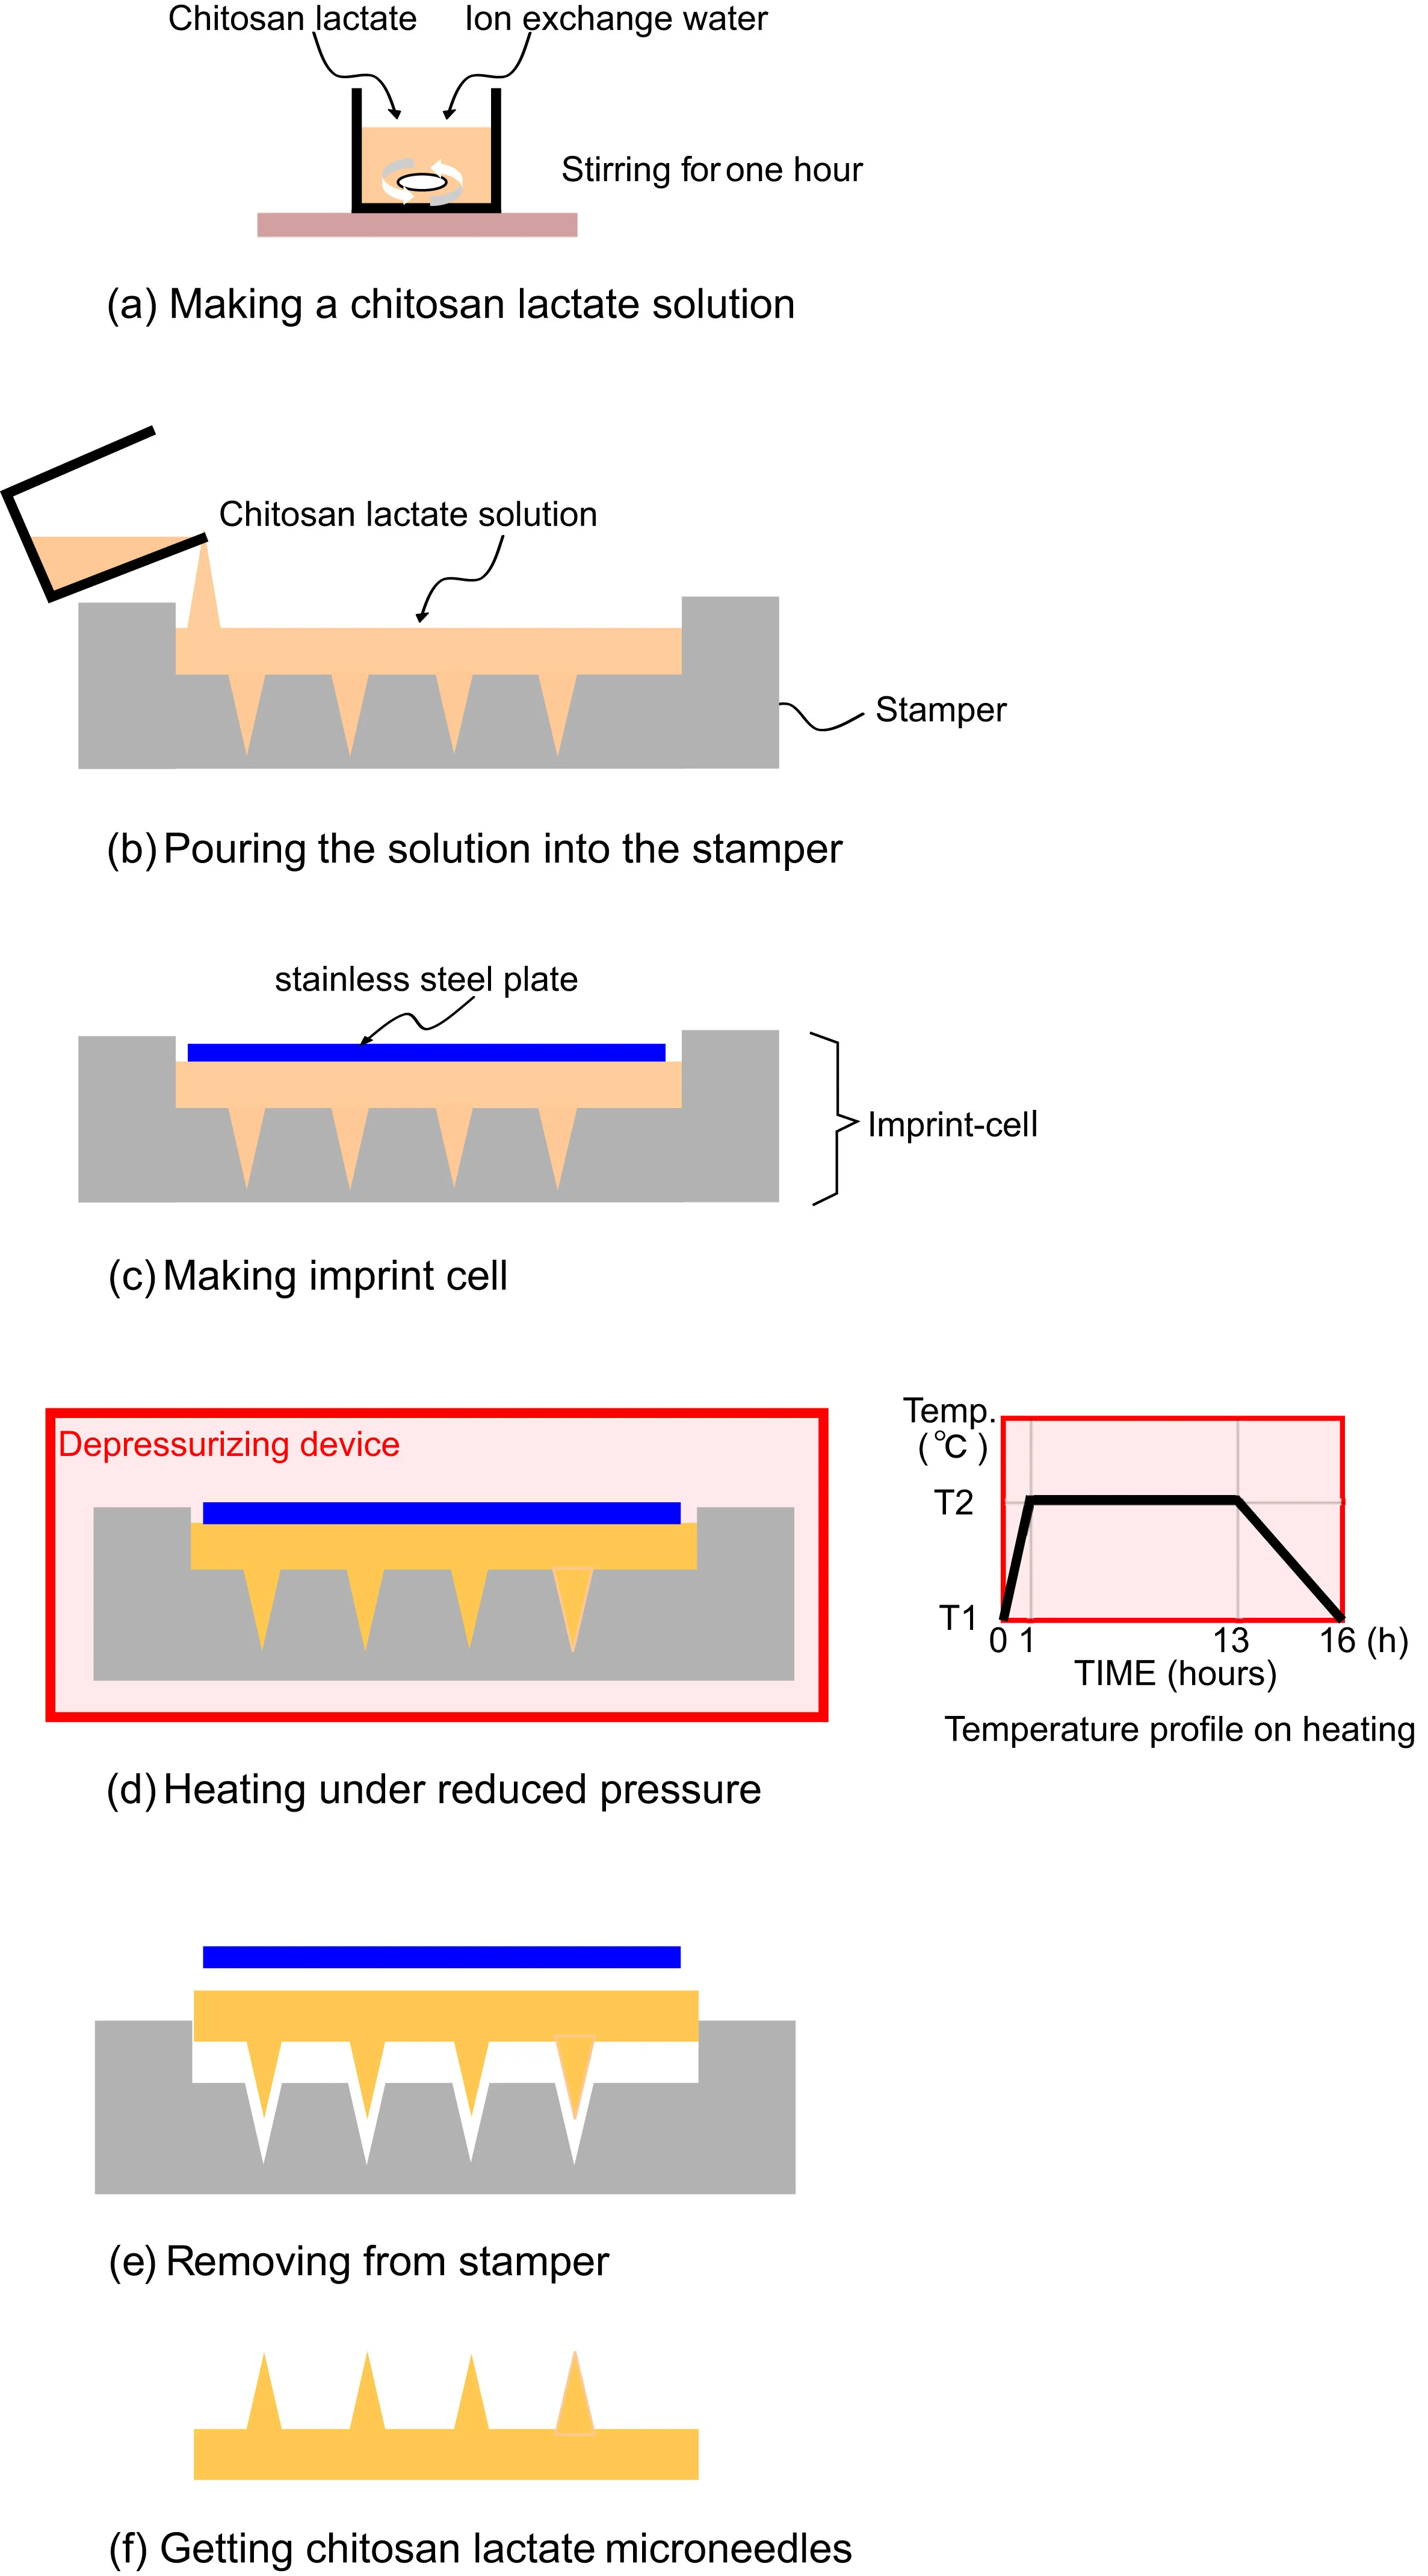 Chitosan lactate Ion exchange water
Stirring for one hour
(a) Making a chitosan lactate solution
Chitosan lactate solution
Stamper
(b) Pouring the solution into the stamper
stainless steel plate
Imprint-cell
(c) Making imprint cell
Depressurizing device
Temp.
(℃)
T2
T1
0 1 13 16 (h)
TIME (hours)
Temperature profile on heating
(d) Heating under reduced pressure
(e) Removing from stamper
(f) Getting chitosan lactate microneedles